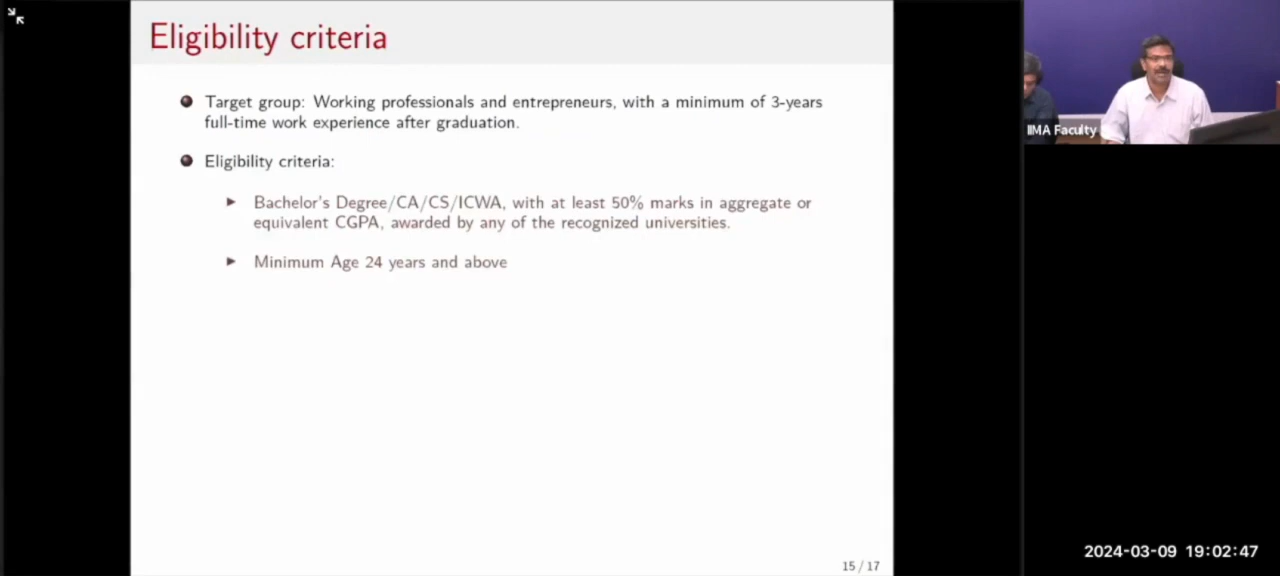 Eligibility criteria
Target group: Working professionals and entrepreneurs, with a minimum of 3-years
full-time work experience after graduation.
Eligibility criteria:
Bachelor's Degree/CA/CS/ICWA, with at least 50% marks in aggregate or
equivalent CGPA, awarded by any of the recognized universities.
Minimum Age 24 years and above
15 / 17
IIMA Faculty
2024-03-09 19:02:47